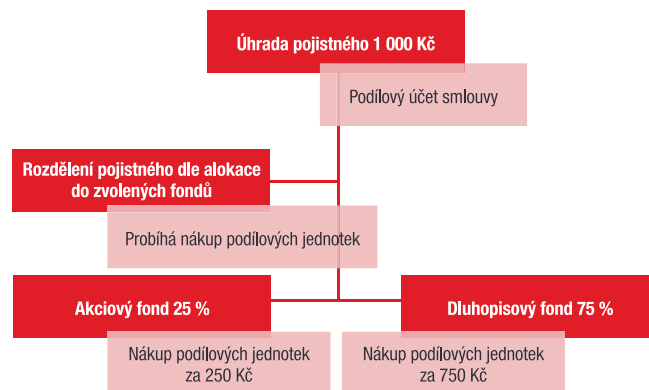 Úhrada pojistného 1 000 Kč
Podílový účet smlouvy
Rozdělení pojistného dle alokace
do zvolených fondů
Probíhá nákup podílových jednotek
Akciový fond 25 %
Nákup podílových jednotek
za 250 Kč
Dluhopisový fond 75 %
Nákup podílových jednotek
za 750 Kč